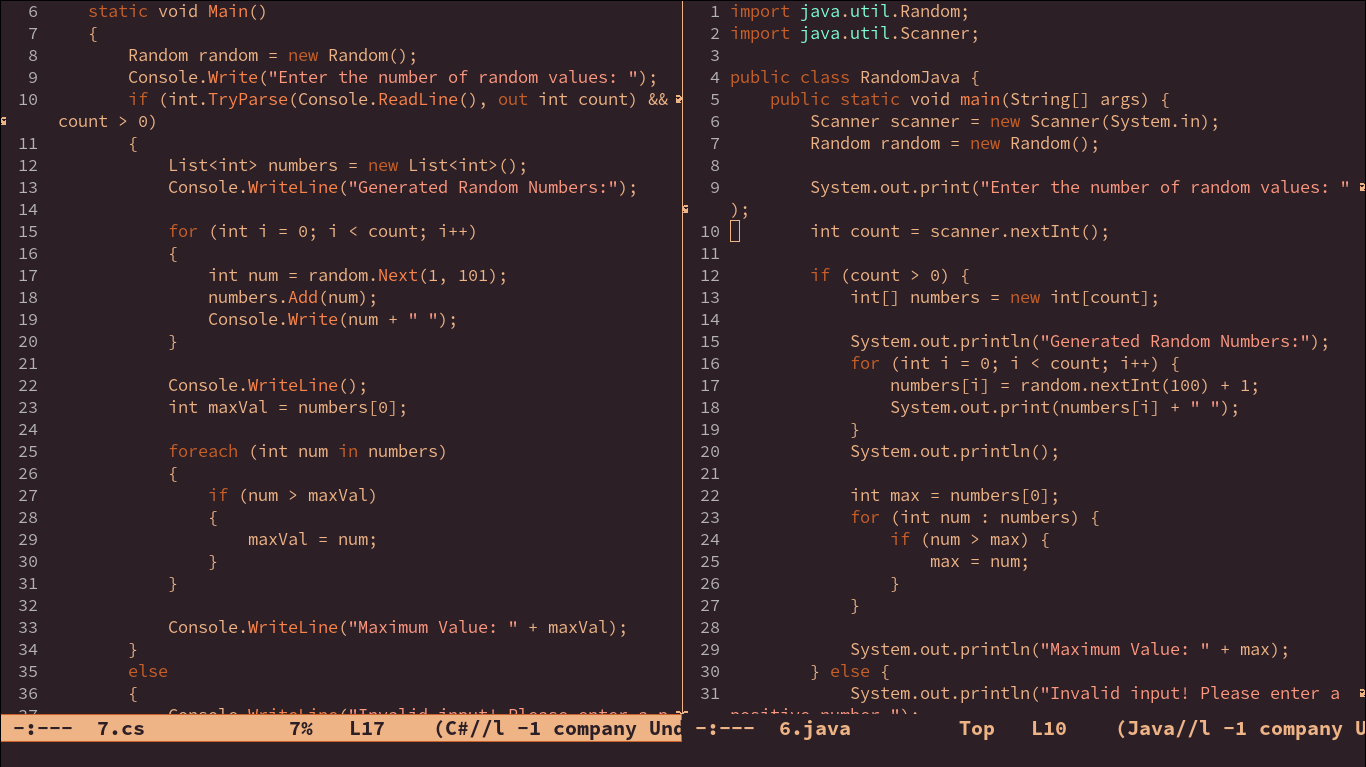 6 static void Main()
7 {
8 Random random = new Random();
9 Console.Write("Enter the number of random values: ");
10 if (int.TryParse(Console.ReadLine(), out int count) &&
count > 0)
11 {
12 List<int> numbers = new List<int>();
13 Console.WriteLine("Generated Random Numbers:");
14
15 for (int i = 0; i < count; i++)
16 {
17 int num = random.Next(1, 101);
18 numbers.Add(num);
19 Console.Write(num + " ");
20 }
21
22 Console.WriteLine();
23 int maxVal = numbers[0];
24
25 foreach (int num in numbers)
26 {
27 if (num > maxVal)
28 {
29 maxVal = num;
30 }
31 }
32
33 Console.WriteLine("Maximum Value: " + maxVal);
34 }
35 else
36 {
37 Console.WriteLine("Invalid input! Please enter a p
-:--- 7.cs 7% L17 (C#//l -1 company Und
1 import java.util.Random;
2 import java.util.Scanner;
3
4 public class RandomJava {
5 public static void main(String[] args) {
6 Scanner scanner = new Scanner(System.in);
7 Random random = new Random();
8
9 System.out.print("Enter the number of random values: "
);
10 int count = scanner.nextInt();
11
12 if (count > 0) {
13 int[] numbers = new int[count];
14
15 System.out.println("Generated Random Numbers:");
16 for (int i = 0; i < count; i++) {
17 numbers[i] = random.nextInt(100) + 1;
18 System.out.print(numbers[i] + " ");
19 }
20 System.out.println();
21
22 int max = numbers[0];
23 for (int num : numbers) {
24 if (num > max) {
25 max = num;
26 }
27 }
28
29 System.out.println("Maximum Value: " + max);
30 } else {
31 System.out.println("Invalid input! Please enter a
positive number.");
-:--- 6.java Top L10 (Java//l -1 company U